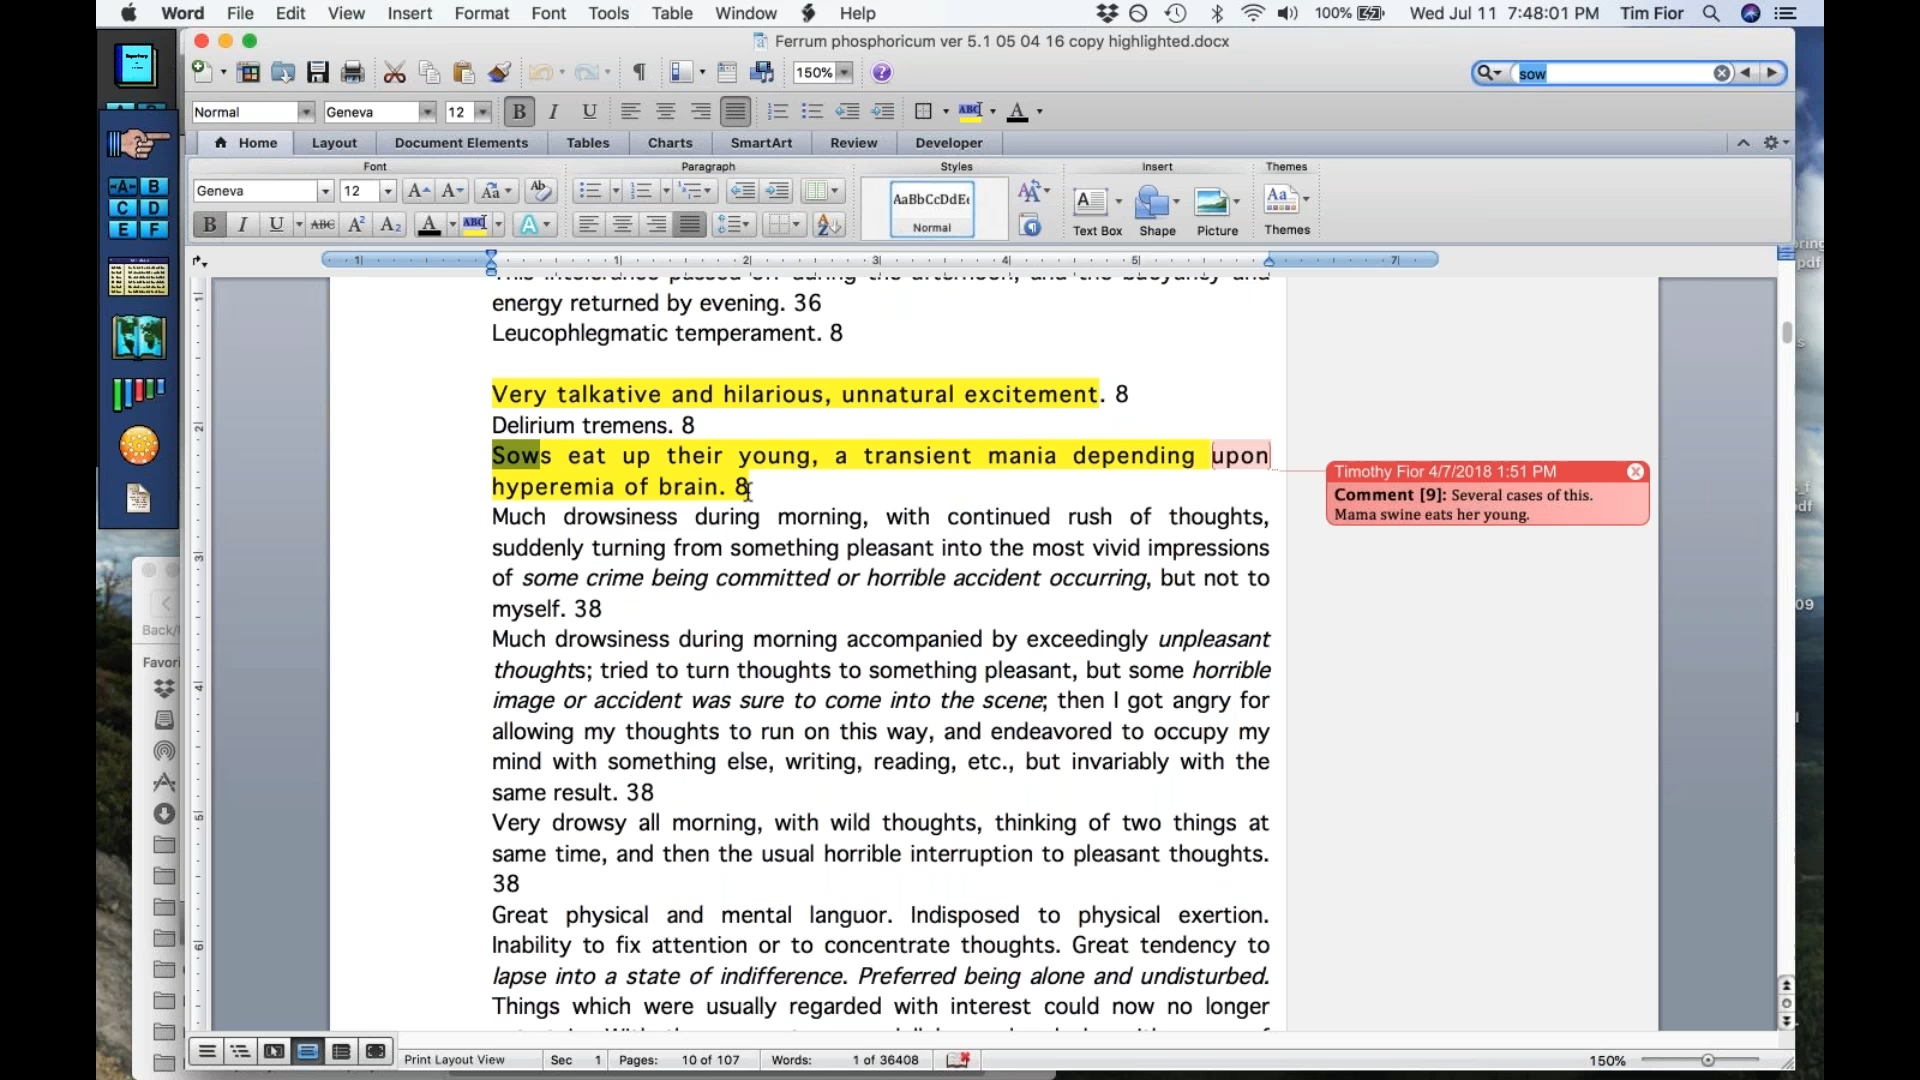 Word File Edit View Insert Format Font Tools Table Window Help 100% Wed Jul 11 7:48:01 PM Tim Fior
Ferrum phosphoricum ver 5.1 05 04 16 copy highlighted.docx
150% sow
Normal Geneva 12 B I U ABC A
Home Layout Document Elements Tables Charts SmartArt Review Developer
Font Paragraph Styles Insert Themes
Geneva 12 A A Aa Abc AaBbCcDdEe A Aa
B I U ABC A² A₂ A ABC A Normal Text Box Shape Picture Themes
energy returned by evening. 36
Leucophlegmatic temperament. 8
Very talkative and hilarious, unnatural excitement. 8
Delirium tremens. 8
Sows eat up their young, a transient mania depending upon
hyperemia of brain. 8
Timothy Fior 4/7/2018 1:51 PM
Comment [9]: Several cases of this.
Mama swine eats her young.
Much drowsiness during morning, with continued rush of thoughts,
suddenly turning from something pleasant into the most vivid impressions
of some crime being committed or horrible accident occurring, but not to
myself. 38
Much drowsiness during morning accompanied by exceedingly unpleasant
thoughts; tried to turn thoughts to something pleasant, but some horrible
image or accident was sure to come into the scene; then I got angry for
allowing my thoughts to run on this way, and endeavored to occupy my
mind with something else, writing, reading, etc., but invariably with the
same result. 38
Very drowsy all morning, with wild thoughts, thinking of two things at
same time, and then the usual horrible interruption to pleasant thoughts.
38
Great physical and mental languor. Indisposed to physical exertion.
Inability to fix attention or to concentrate thoughts. Great tendency to
lapse into a state of indifference. Preferred being alone and undisturbed.
Things which were usually regarded with interest could now no longer
A B
C D
E F
Back/
Favori
Print Layout View Sec 1 Pages: 10 of 107 Words: 1 of 36408 150%